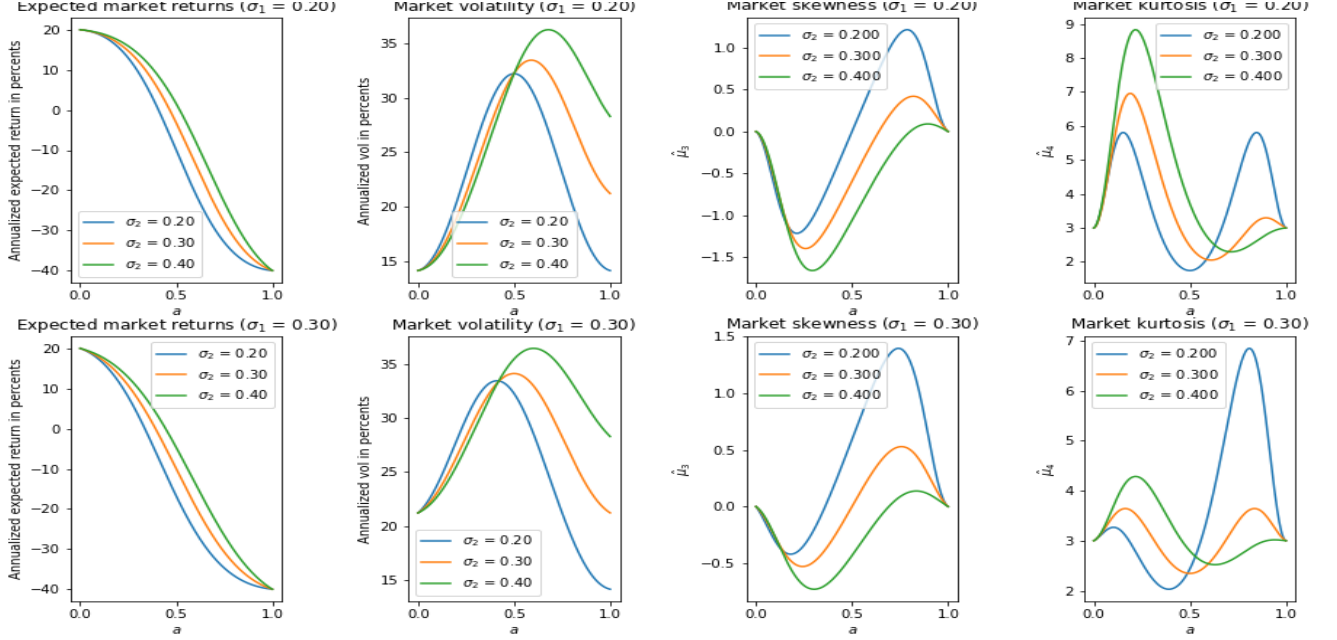 Expected market returns (σ1 = 0.20)
Annualized expected return in percents
20
10
0
−10
−20
−30
−40
σ2 = 0.20
σ2 = 0.30
σ2 = 0.40
0.0 0.5 1.0
a
Market volatility (σ1 = 0.20)
Annualized vol in percents
35
30
25
20
15
σ2 = 0.20
σ2 = 0.30
σ2 = 0.40
0.0 0.5 1.0
a
Market skewness (σ1 = 0.20)
μ̂3
1.0
0.5
0.0
−0.5
−1.0
−1.5
σ2 = 0.200
σ2 = 0.300
σ2 = 0.400
0.0 0.5 1.0
a
Market kurtosis (σ1 = 0.20)
μ̂4
9
8
7
6
5
4
3
2
σ2 = 0.200
σ2 = 0.300
σ2 = 0.400
0.0 0.5 1.0
a
Expected market returns (σ1 = 0.30)
Annualized expected return in percents
20
10
0
−10
−20
−30
−40
σ2 = 0.20
σ2 = 0.30
σ2 = 0.40
0.0 0.5 1.0
a
Market volatility (σ1 = 0.30)
Annualized vol in percents
35
30
25
20
15
σ2 = 0.20
σ2 = 0.30
σ2 = 0.40
0.0 0.5 1.0
a
Market skewness (σ1 = 0.30)
μ̂3
1.5
1.0
0.5
0.0
−0.5
σ2 = 0.200
σ2 = 0.300
σ2 = 0.400
0.0 0.5 1.0
a
Market kurtosis (σ1 = 0.30)
μ̂4
7
6
5
4
3
2
σ2 = 0.200
σ2 = 0.300
σ2 = 0.400
0.0 0.5 1.0
a